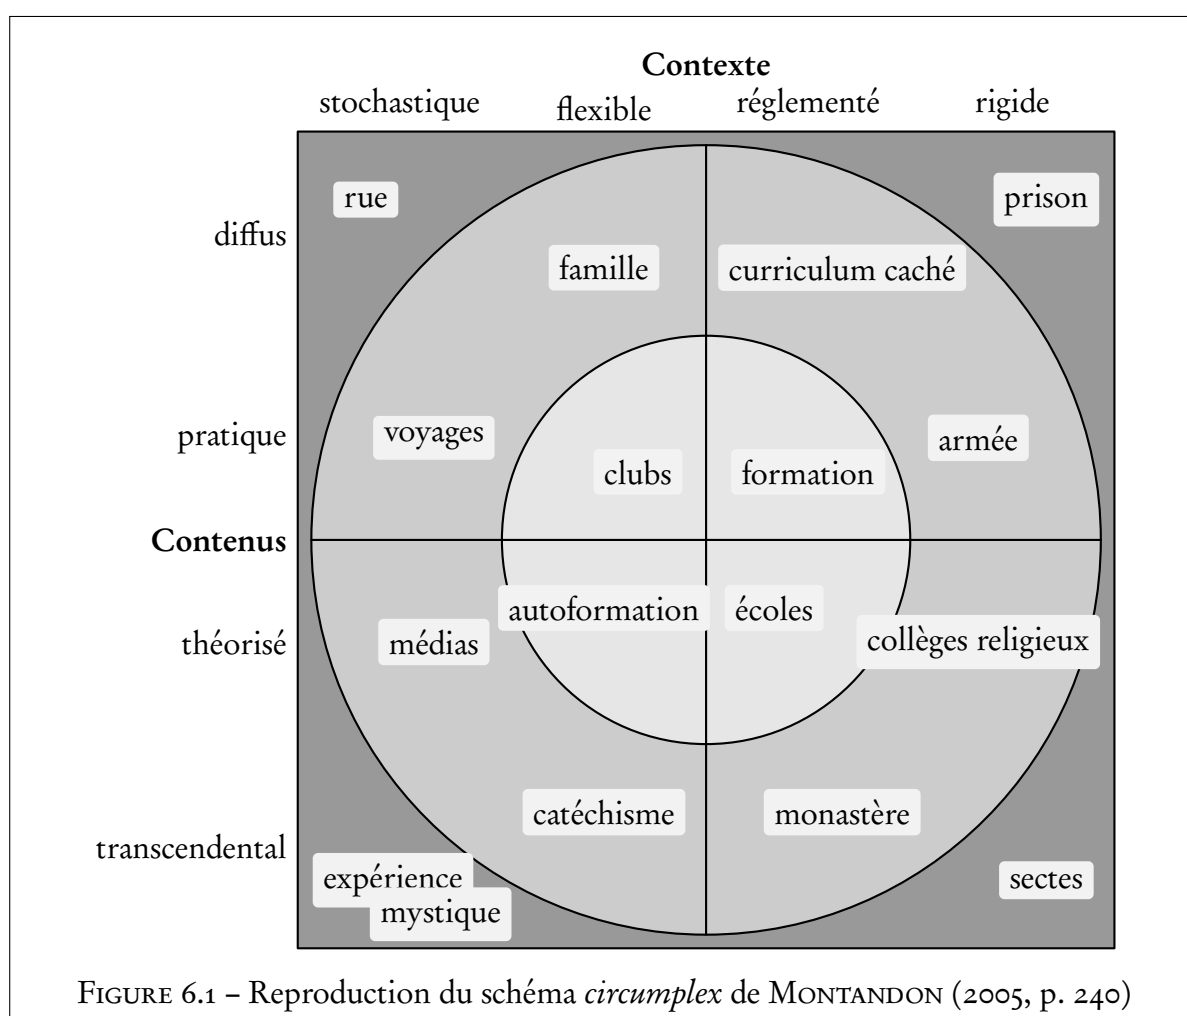 Contexte
stochastique flexible réglementé rigide
rue prison
diffus
famille curriculum caché
pratique voyages armée
clubs formation
Contenus
autoformation écoles
théorisé médias collèges religieux
catéchisme monastère
transcendental
expérience sectes
mystique
FIGURE 6.1 – Reproduction du schéma circumplex de MONTANDON (2005, p. 240)